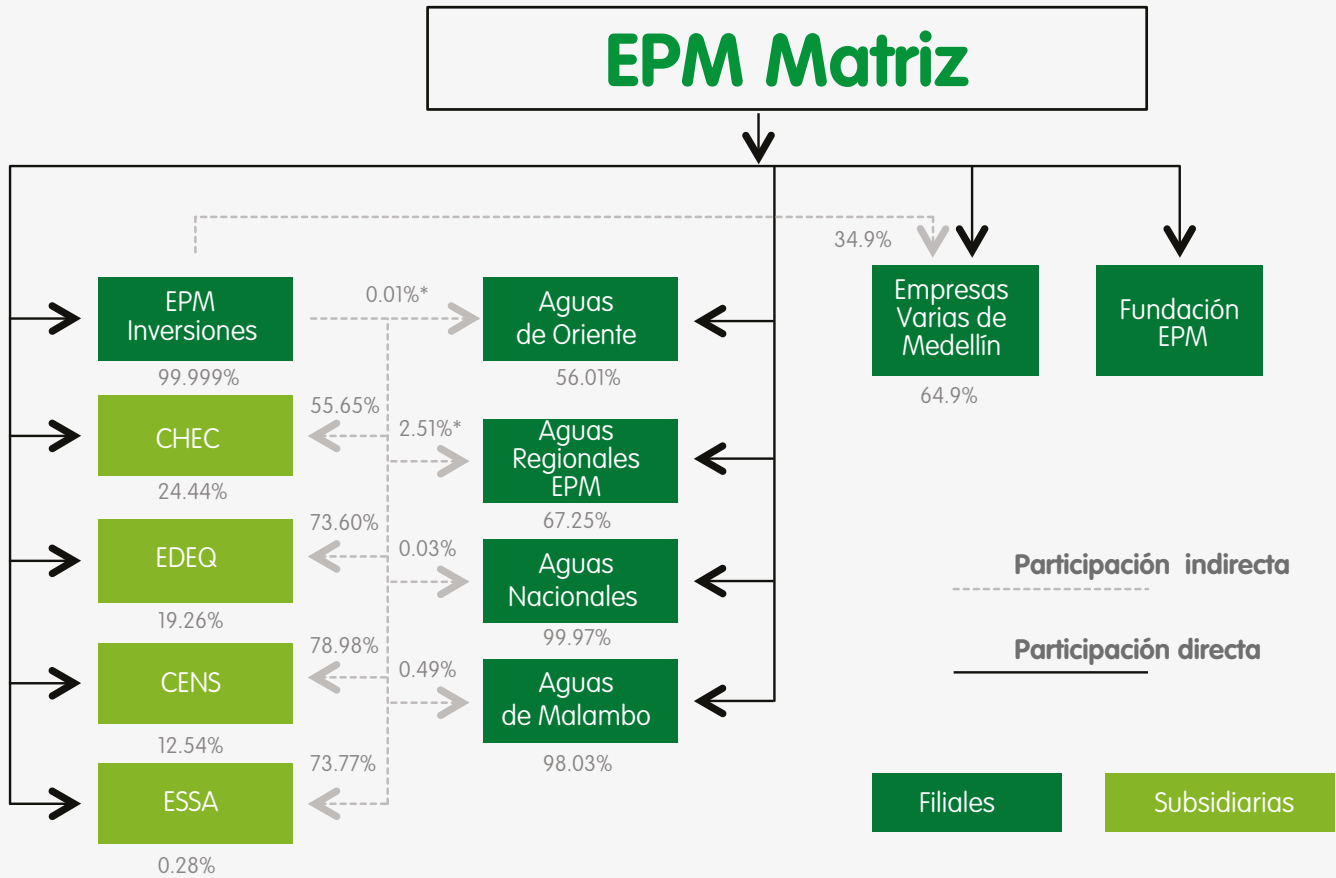 EPM Matriz
34.9%
EPM
Inversiones
99.999%
0.01%*
Aguas
de Oriente
56.01%
Empresas
Varias de
Medellín
64.9%
Fundación
EPM
CHEC
24.44%
55.65%
2.51%*
Aguas
Regionales
EPM
67.25%
EDEQ
19.26%
73.60%
0.03%
Aguas
Nacionales
99.97%
CENS
12.54%
78.98%
0.49%
Aguas
de Malambo
98.03%
ESSA
0.28%
73.77%
Participación indirecta
Participación directa
Filiales
Subsidiarias